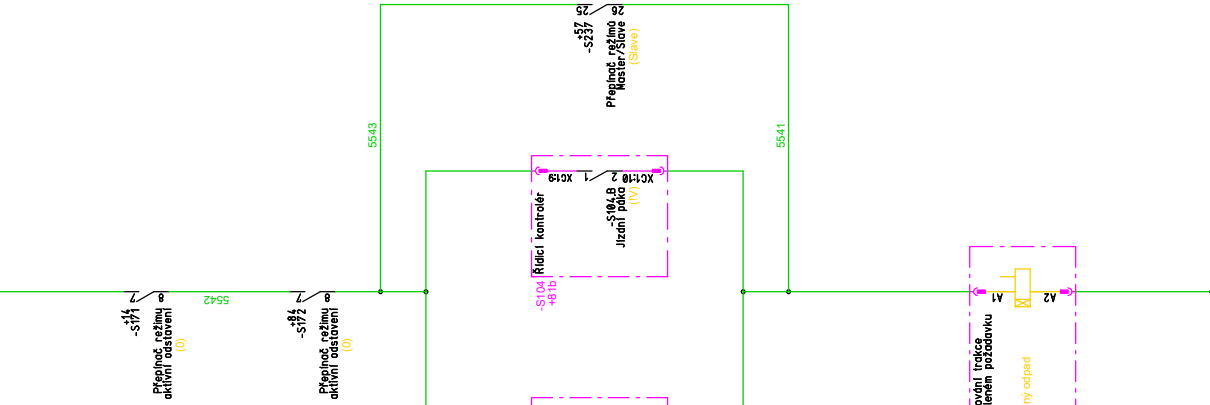 25
26
+57
-S237
Přepínač režimů
Master/Slave
(Slave)
5543
5541
XC1:9
1
2
XC1:10
-S104.B
Jízdní páka
(!V)
Řídicí kontrolér
-S104
+81b
7
8
+14
-S171
Přepínač režimu
aktivní odstavení
(0)
5542
7
8
+84
-S172
Přepínač režimu
aktivní odstavení
(0)
A1
A2
ování trakce
leném požadavku
ný odpad